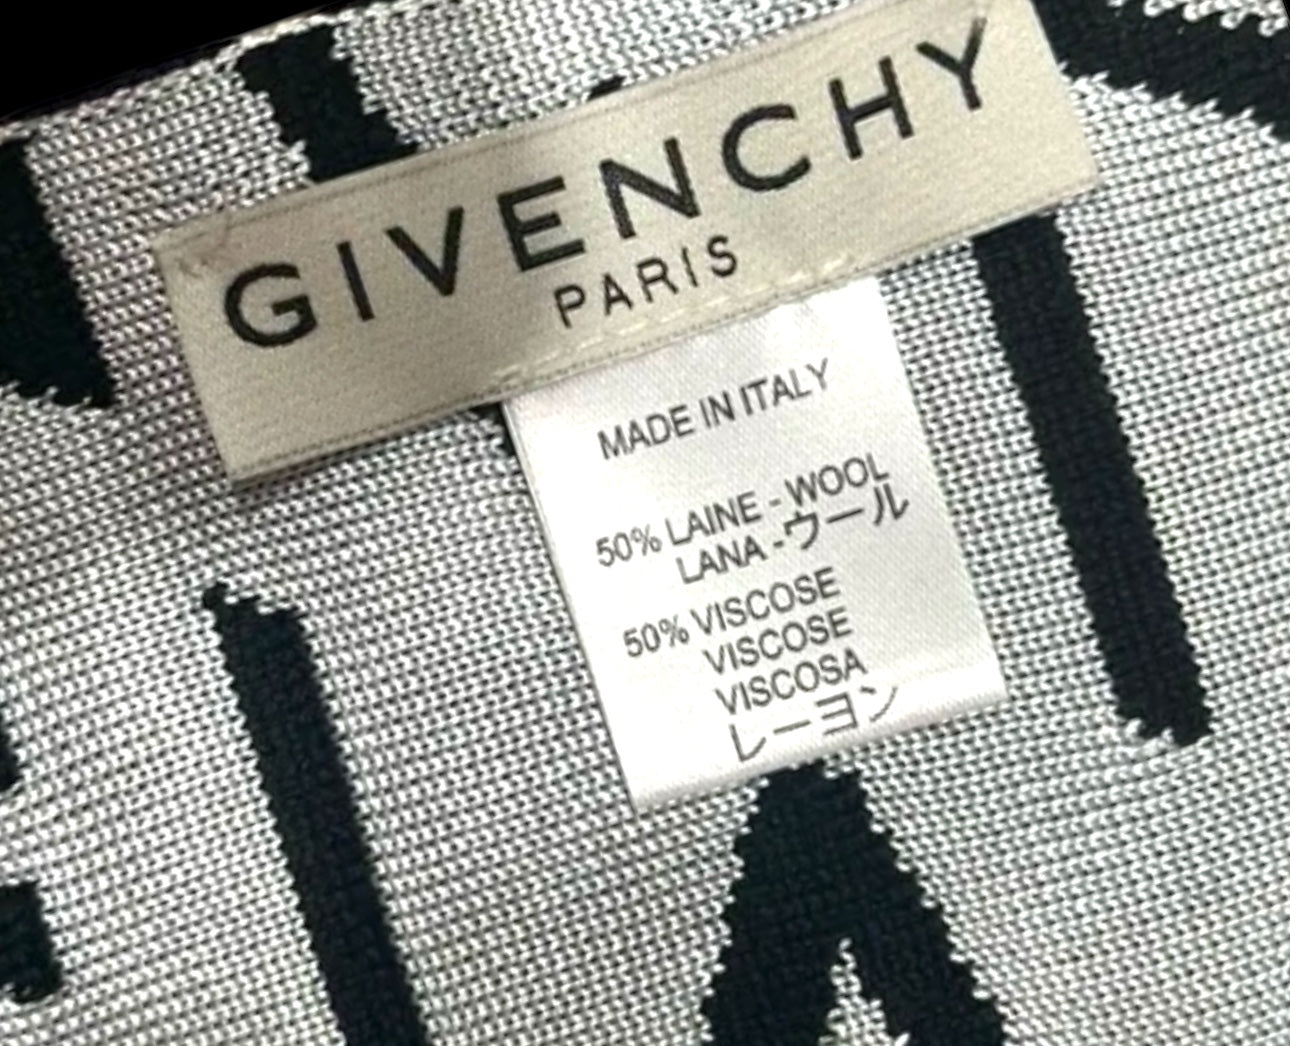 GIVENCHY
PARIS
MADE IN ITALY
50% LAINE - WOOL
LANA - ウール
50% VISCOSE
VISCOSE
VISCOSA
レーヨン